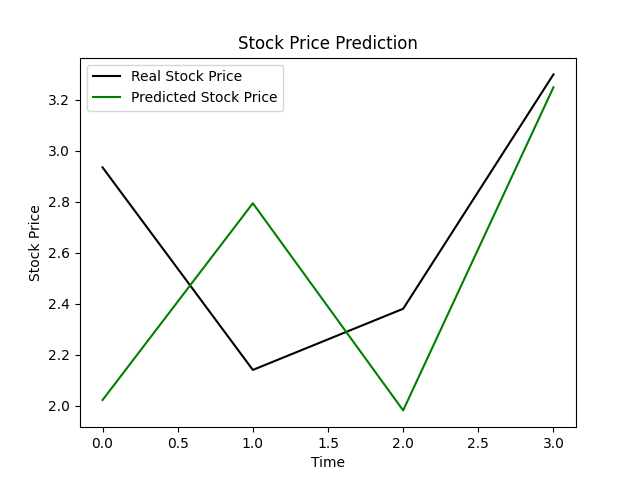 Stock Price Prediction
Real Stock Price
Predicted Stock Price
Stock Price
3.2
3.0
2.8
2.6
2.4
2.2
2.0
0.0 0.5 1.0 1.5 2.0 2.5 3.0
Time